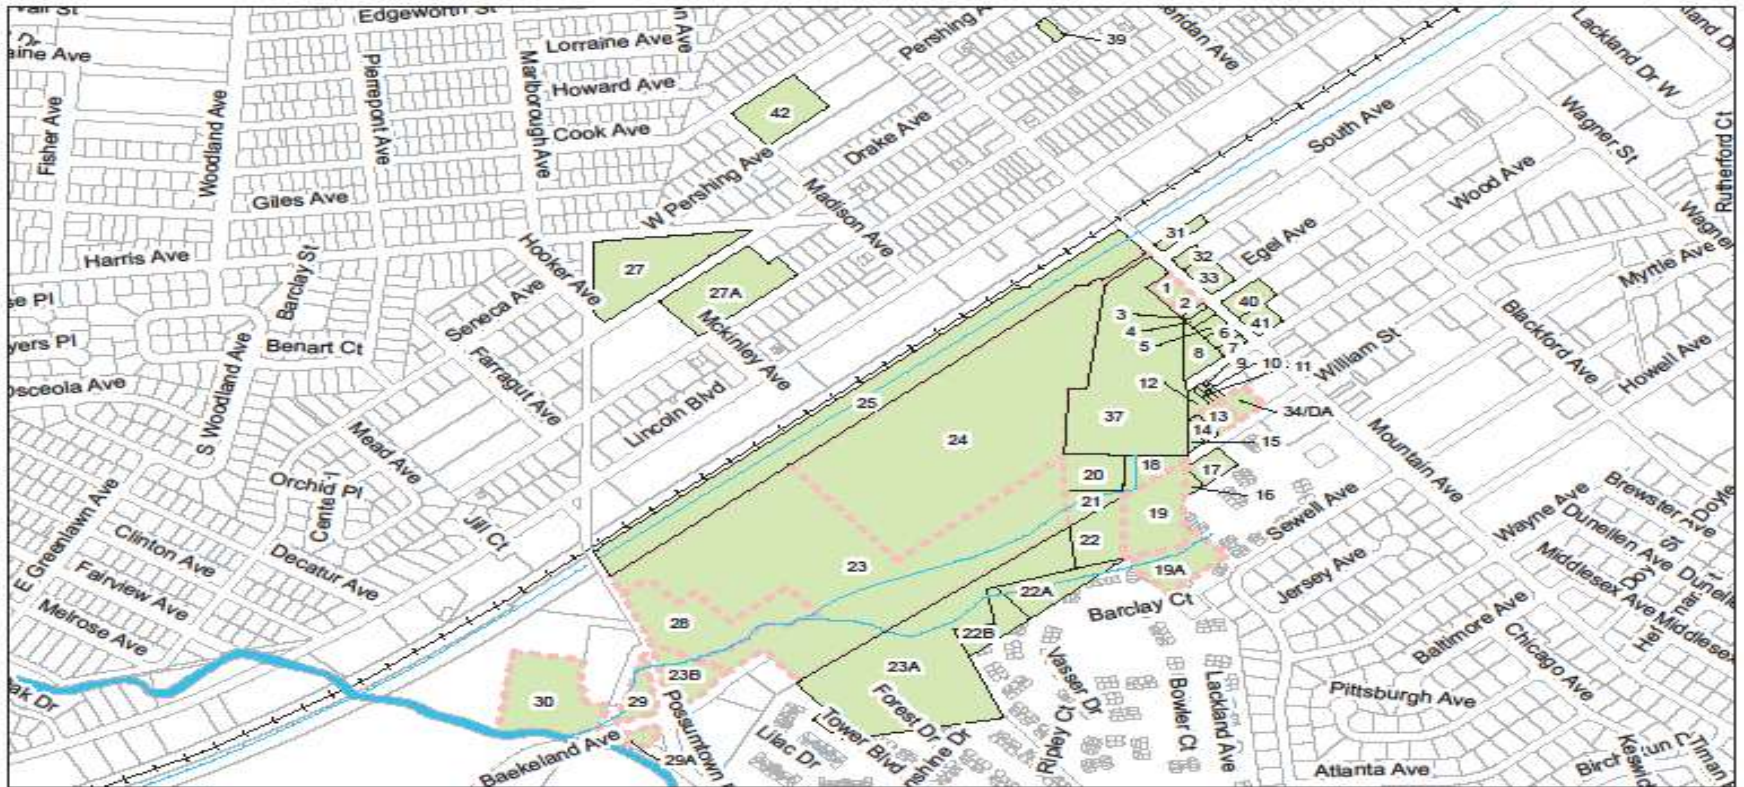 Edgeworth St
Lorraine Ave
Howard Ave
Cook Ave
Pierepont Ave
Marlborough Ave
Woodland Ave
Fisher Ave
Giles Ave
Harris Ave
Barclay St
Benart Ct
S Woodland Ave
Osceola Ave
Pershing A
39
42
Drake Ave
W Pershing Ave
Madison Ave
Hooker Ave
27
27A
Seneca Ave
S Farragut Ave
Mckinley Ave
Lincoln Blvd
Mead Ave
Orchid Pl
Center I
Jill Ct
E Greenlawn Ave
Clinton Ave
Decatur Ave
Fairview Ave
Melrose Ave
Lackland Dr W
Wagner St
Rutherford Ct
South Ave
Wood Ave
Wagner
Myrtle Ave
Egel Ave
Blackford Ave
Howell Ave
William St
Mountain Ave
31
32
33
1
2
40
41
3
4
5
6
7
8
9
10
11
12
13
14
34/DA
15
16
17
18
19
19A
20
21
22
22A
22B
23
23A
23B
24
25
37
28
29
29A
30
Sewell Ave
Jersey Ave
Barclay Ct
Wayne Ave
Brewster Ave
Dunellen Ave
Middlesex Ave
Middlesex
Baltimore Ave
Chicago Ave
Pittsburgh Ave
Atlanta Ave
Vasser Dr
Ripley Ct
Bowler Ct
Lackland Ave
Forest Dr
Tower Blvd
Lilac Dr
Baekeland Ave
Possumtown